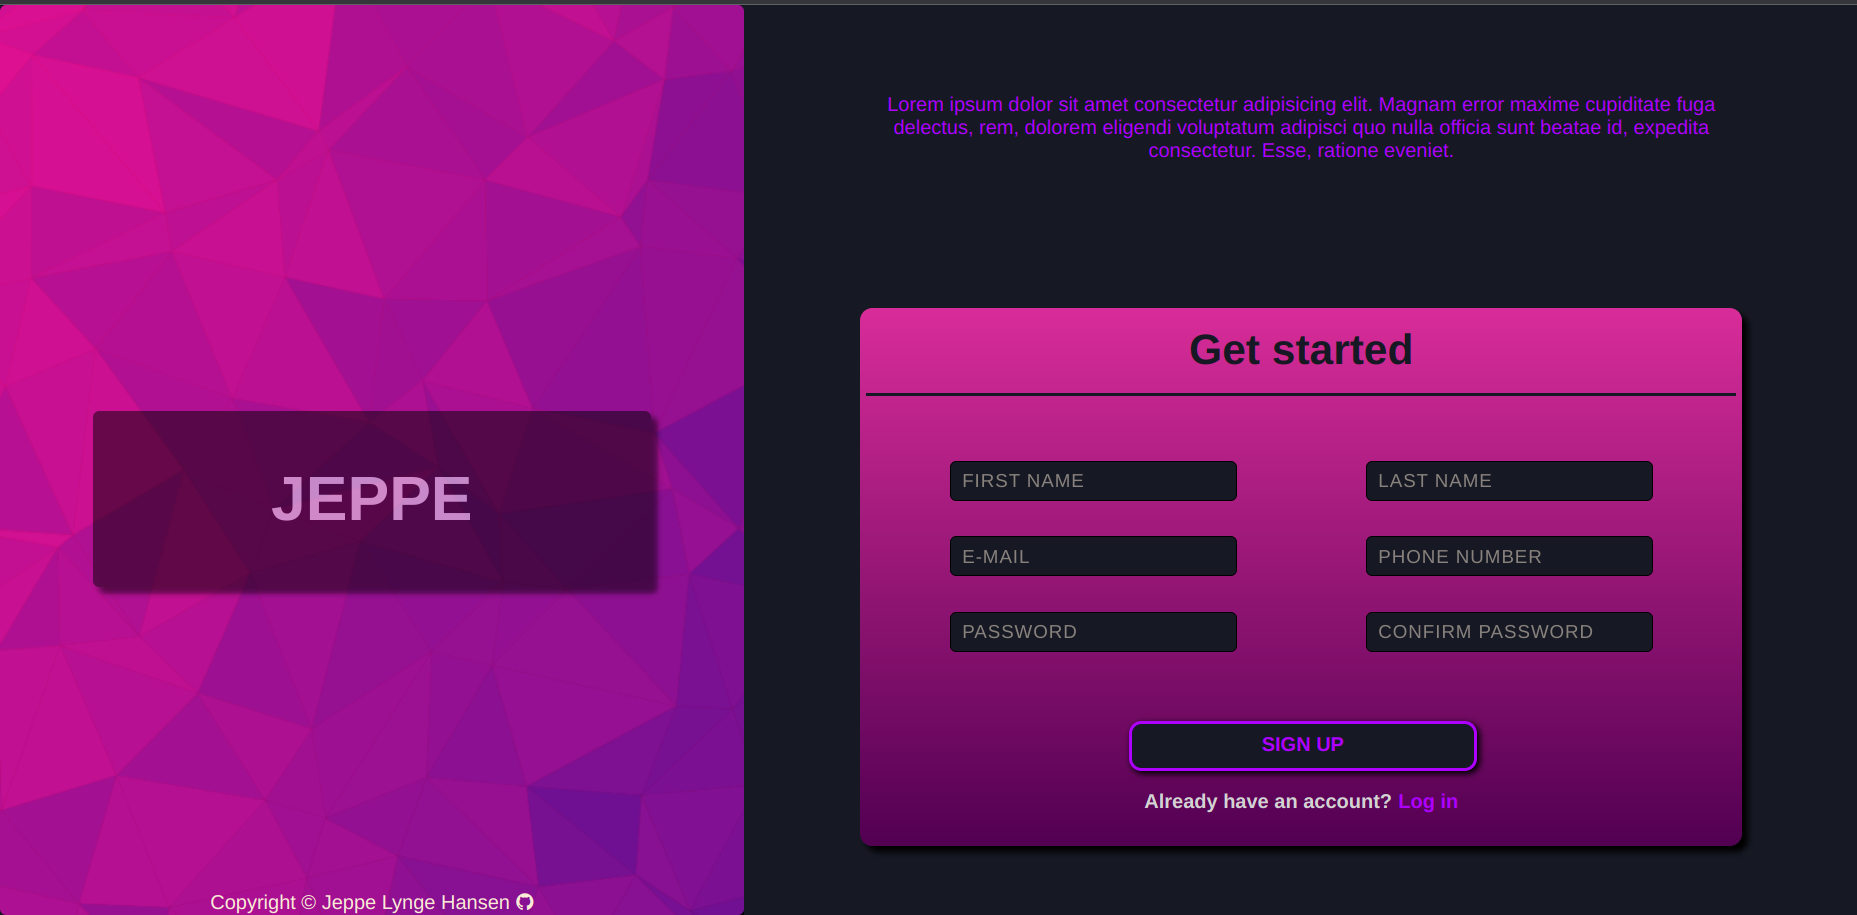 JEPPE
Copyright © Jeppe Lynge Hansen
Lorem ipsum dolor sit amet consectetur adipisicing elit. Magnam error maxime cupiditate fuga
delectus, rem, dolorem eligendi voluptatum adipisci quo nulla officia sunt beatae id, expedita
consectetur. Esse, ratione eveniet.
Get started
FIRST NAME
LAST NAME
E-MAIL
PHONE NUMBER
PASSWORD
CONFIRM PASSWORD
SIGN UP
Already have an account? Log in